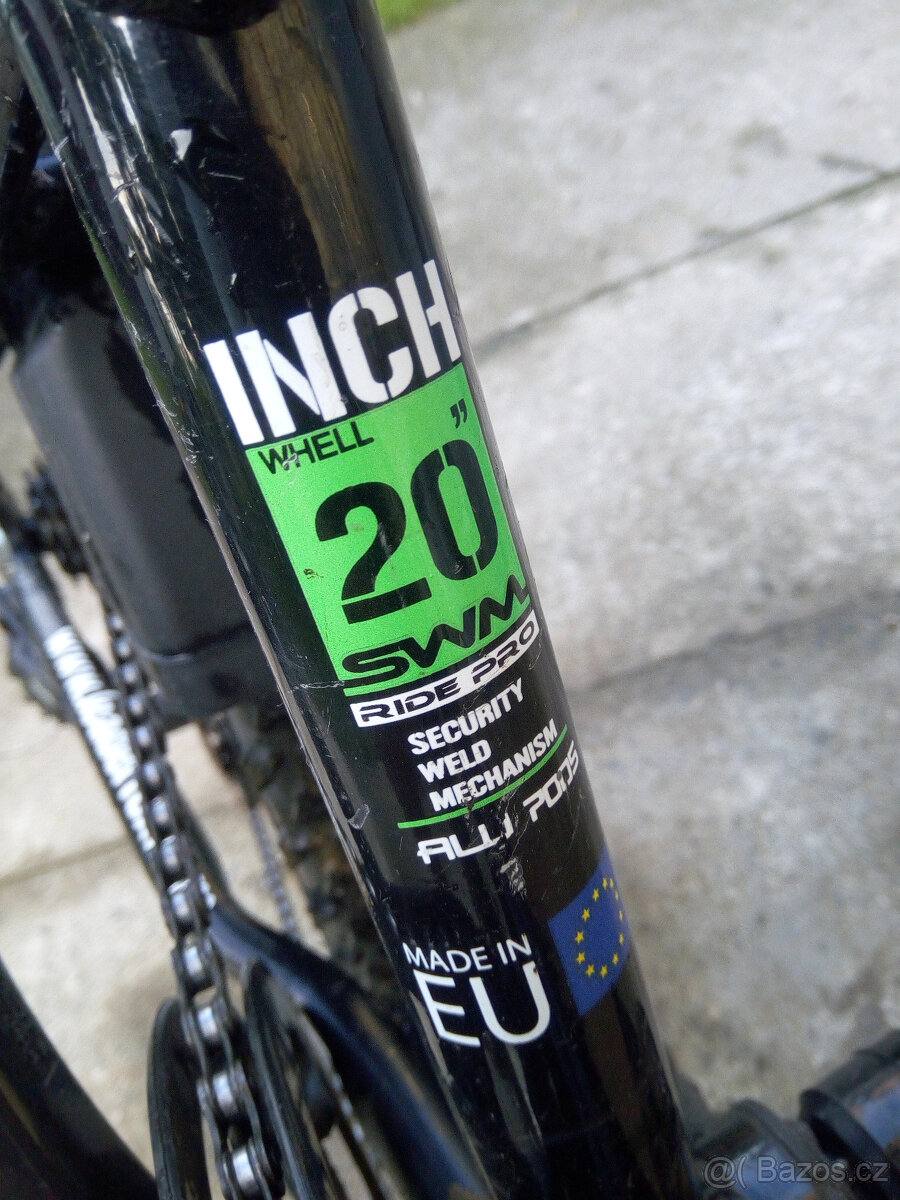 INCH
WHELL
20”
SWM
RIDE PRO
SECURITY
WELD
MECHANISM
MADE IN
EU
@( Bazos.cz